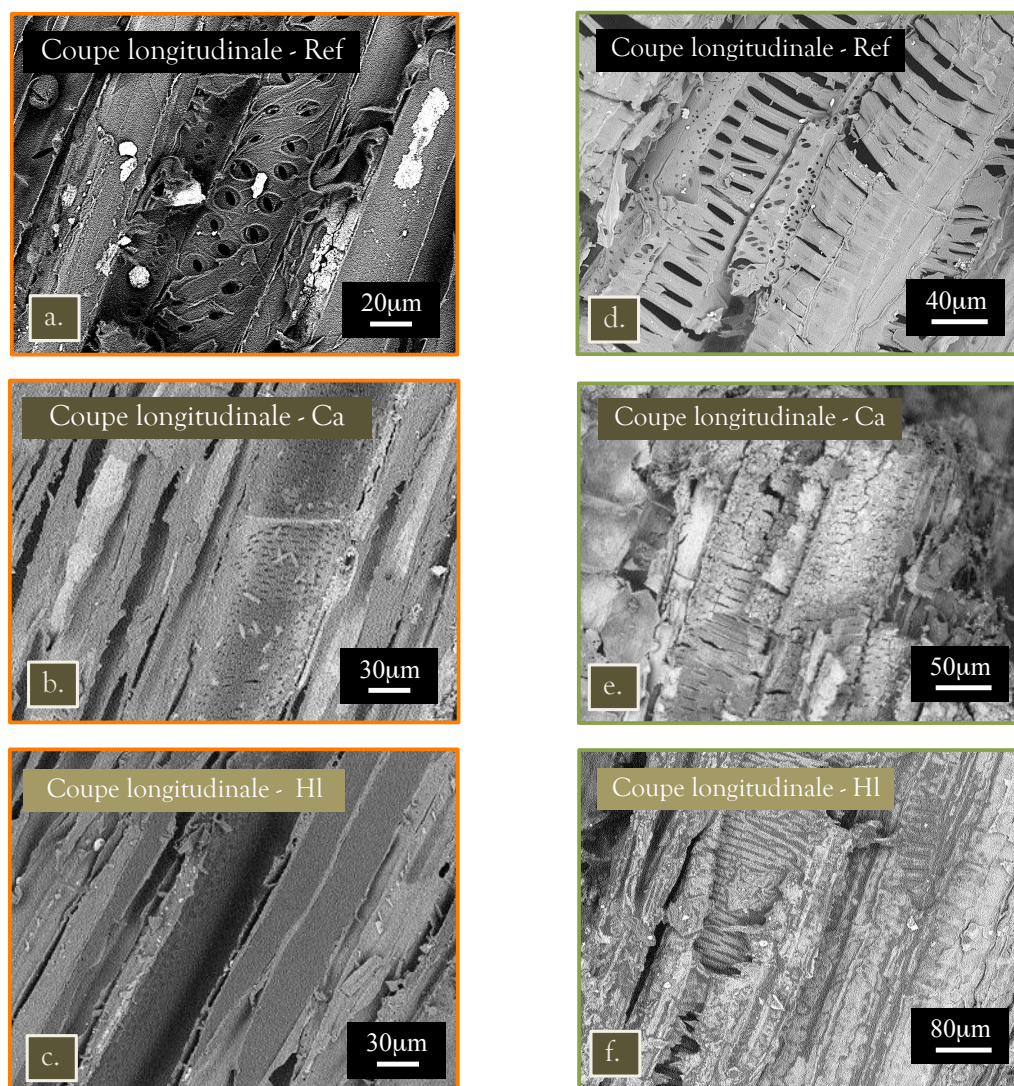 Coupe longitudinale - Ref
a.
20µm
Coupe longitudinale - Ref
d.
40µm
Coupe longitudinale - Ca
b.
30µm
Coupe longitudinale - Ca
e.
50µm
Coupe longitudinale - Hl
c.
30µm
Coupe longitudinale - Hl
f.
80µm